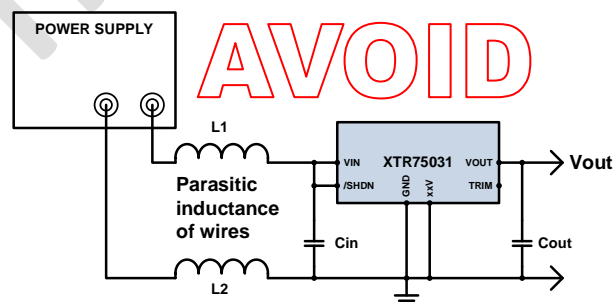 POWER SUPPLY
AVOID
L1
VIN
XTR75031
VOUT
Vout
/SHDN
GND
xxV
TRIM
Parasitic
inductance
of wires
Cin
Cout
L2